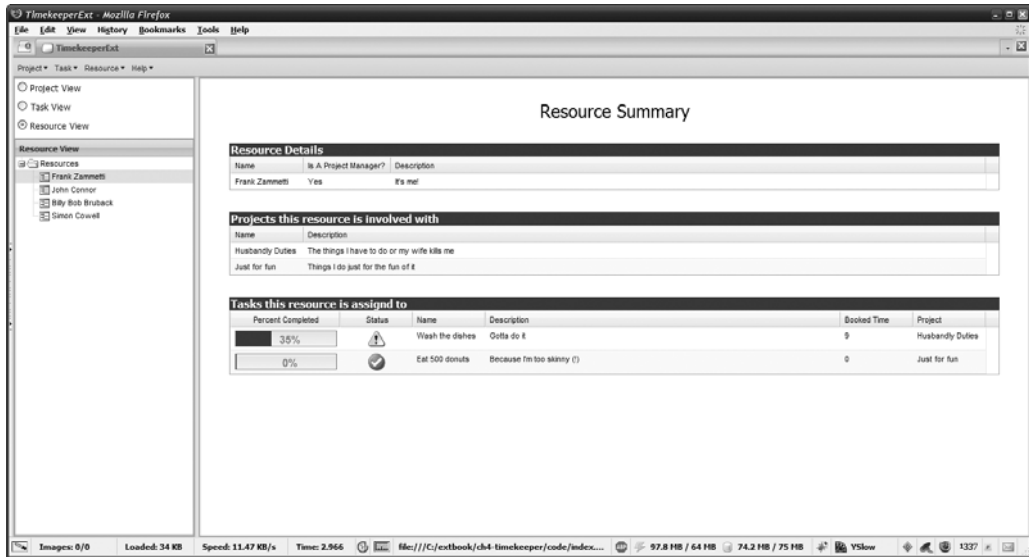 TimekeeperExt - Mozilla Firefox
File Edit View History Bookmarks Tools Help
TimekeeperExt
Project Task Resource Help
Project View
Task View
Resource View
Resource View
Resources
Frank Zammetti
John Connor
Billy Bob Bruback
Simon Cowell
Resource Summary
Resource Details
Name Is A Project Manager? Description
Frank Zammetti Yes It's me!
Projects this resource is involved with
Name Description
Husbandly Duties The things I have to do or my wife kills me
Just for fun Things I do just for the fun of it
Tasks this resource is assignd to
Percent Completed Status Name Description Booked Time Project
35% Wash the dishes Gotta do it 9 Husbandly Duties
0% Eat 500 donuts Because I'm too skinny (!) 0 Just for fun
Images: 0/0 Loaded: 34 KB Speed: 11.47 KB/s Time: 2.966 file:///C:/extbook/ch4-timekeeper/code/index.... 97.8 MB / 64 MB 74.2 MB / 75 MB YSlow 1337